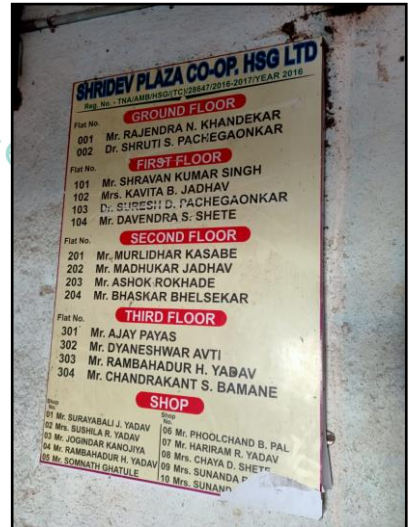 SHRIDEV PLAZA CO-OP. HSG LTD
Reg. No.- TNA/AMB/HSG/(TC)/28647/2016-2017/YEAR 2016
GROUND FLOOR
Flat No.
001 Mr. RAJENDRA N. KHANDEKAR
002 Dr. SHRUTI S. PACHEGAONKAR
FIRST FLOOR
Flat No.
101 Mr. SHRAVAN KUMAR SINGH
102 Mrs. KAVITA B. JADHAV
103 Dr. SURESH D. PACHEGAONKAR
104 Mr. DAVENDRA S. SHETE
SECOND FLOOR
Flat No.
201 Mr. MURLIDHAR KASABE
202 Mr. MADHUKAR JADHAV
203 Mr. ASHOK ROKHADE
204 Mr. BHASKAR BHELSEKAR
THIRD FLOOR
Flat No.
301 Mr. AJAY PAYAS
302 Mr. DYANESHWAR AVTI
303 Mr. RAMBAHADUR H. YADAV
304 Mr. CHANDRAKANT S. BAMANE
SHOP
Shop No.
01 Mr. SURAYABALI J. YADAV
02 Mrs. SUSHILA R. YADAV
03 Mr. JOGINDAR KANOJIYA
04 Mr. RAMBAHADUR H. YADAV
05 Mr. SOMNATH GHATULE
Shop No.
06 Mr. PHOOLCHAND B. PAL
07 Mr. HARIRAM R. YADAV
08 Mrs. CHAYA D. SHETE
09 Mrs. SUNANDA
10 Mrs.